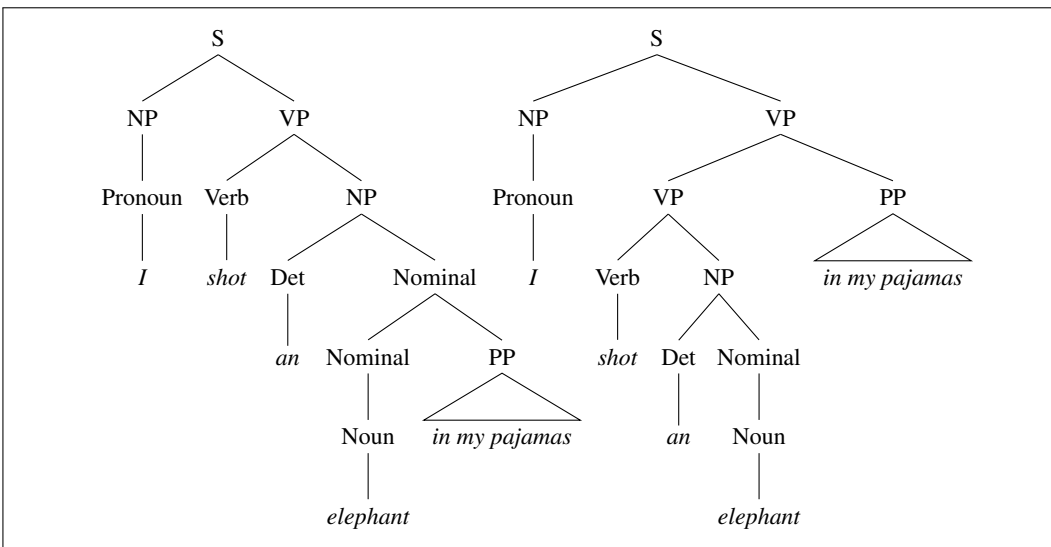 S S
NP VP NP VP
Pronoun Verb NP Pronoun VP PP
I shot Det Nominal I Verb NP in my pajamas
an Nominal PP shot Det Nominal
Noun in my pajamas an Noun
elephant elephant